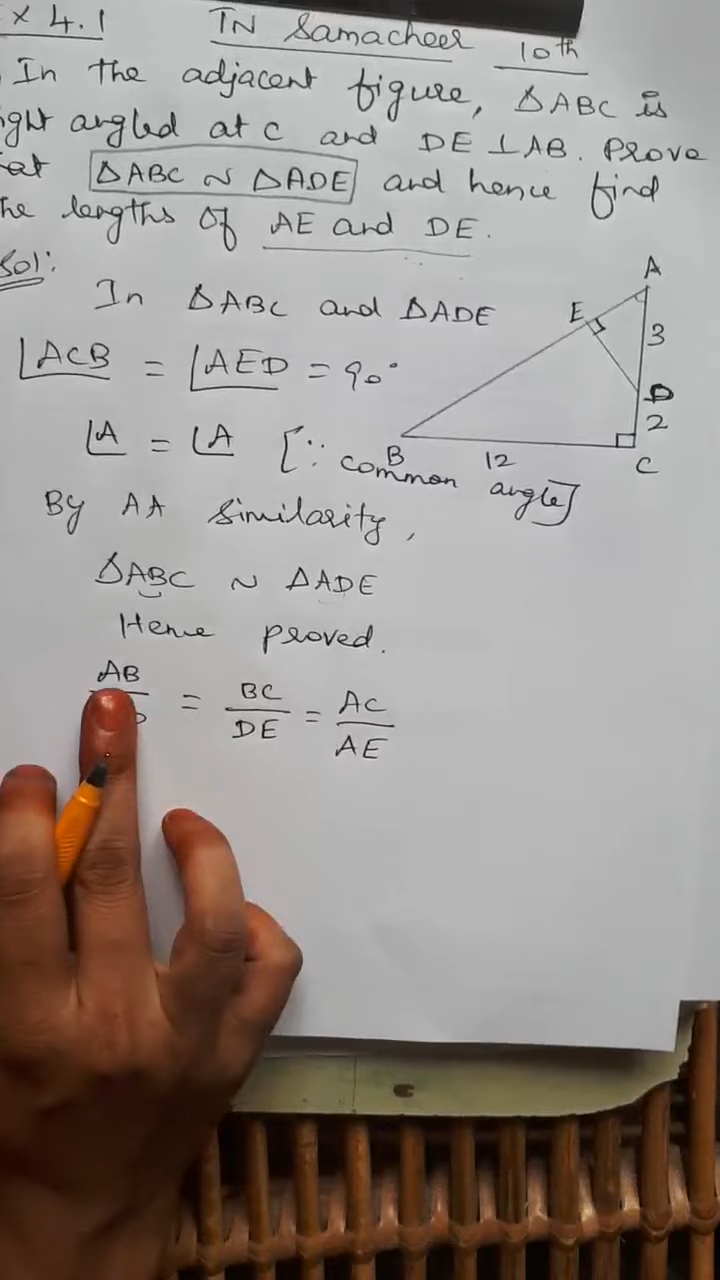 x 4.1 TN Samacheer 10th
In the adjacent figure, ΔABC is
ght angled at C and DE ⊥AB. Prove
at ΔABC ~ ΔADE and hence find
he lengths of AE and DE.
Sol:
In ΔABC and ΔADE
∠ACB = ∠AED = 90°
∠A = ∠A [∵ common angle]
By AA Similarity,
ΔABC ~ ΔADE
Hence proved.
AB = BC/DE = AC/AE
A
E
3
D
2
B
12
C